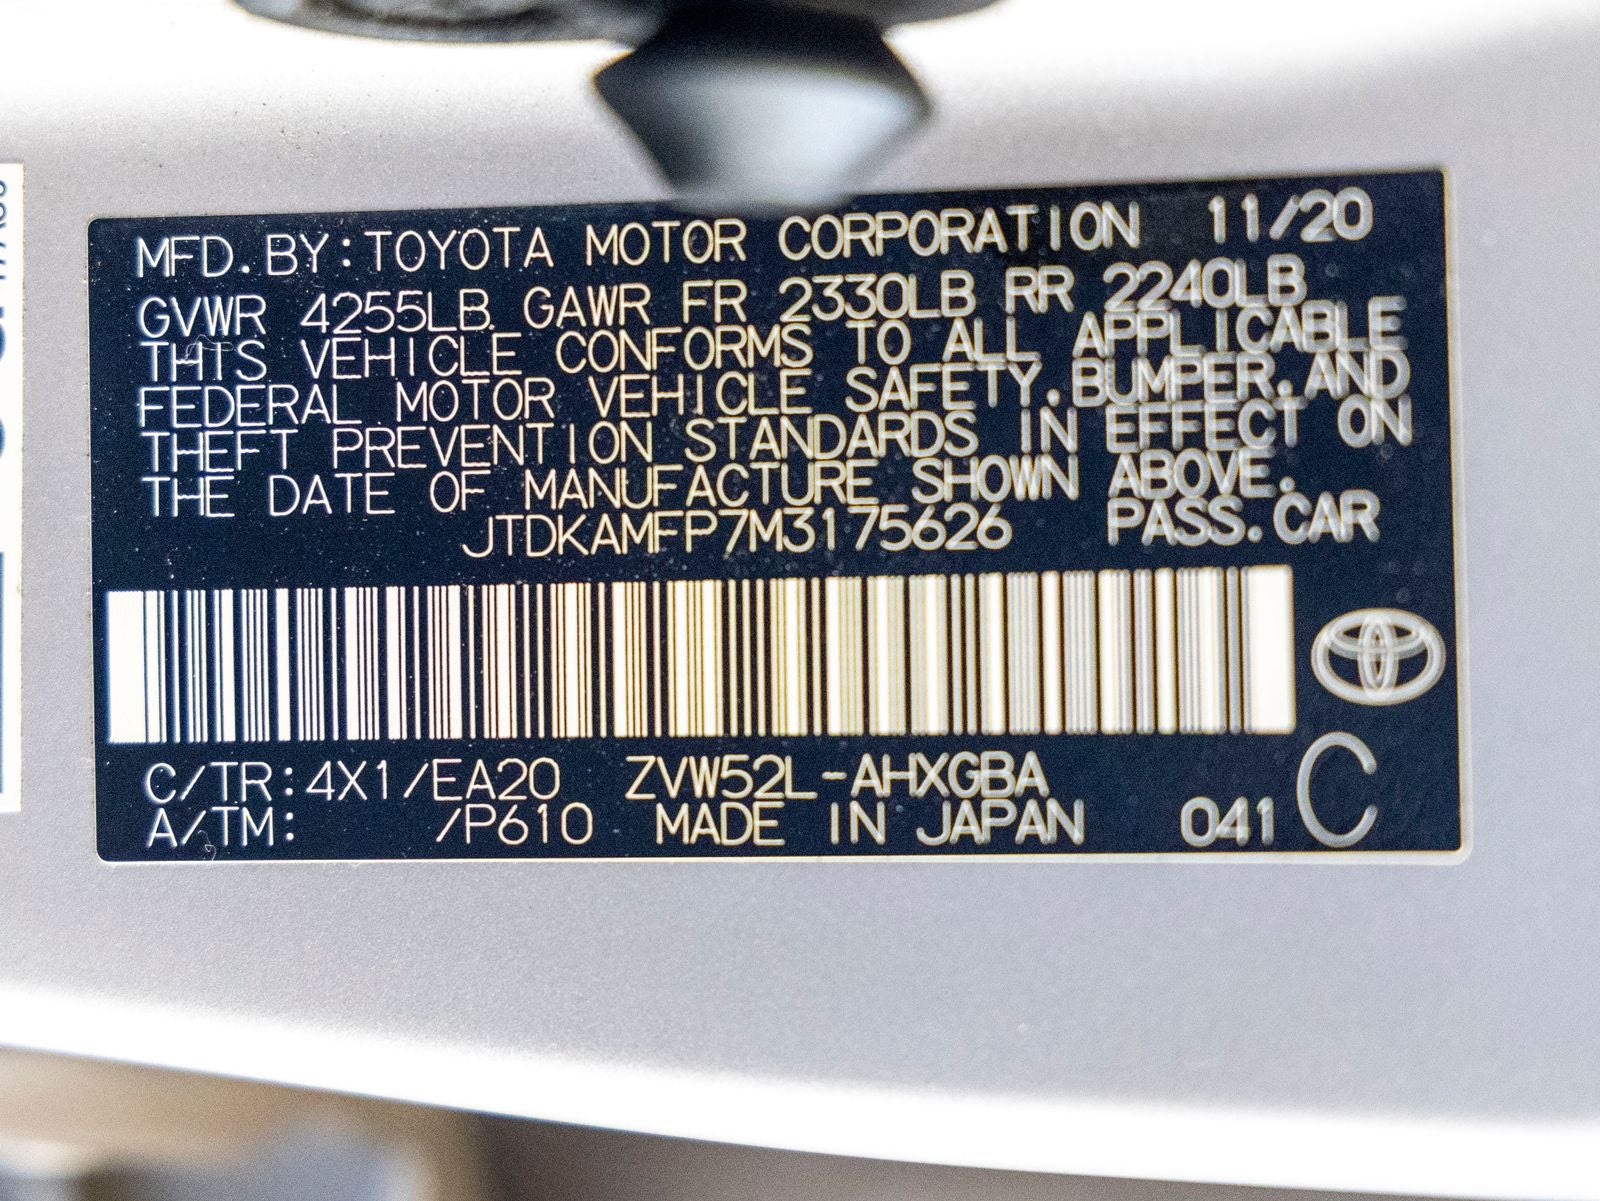 MFD.BY:TOYOTA MOTOR CORPORATION 11/20
GVWR 4255LB GAWR FR 2330LB RR 2240LB
THIS VEHICLE CONFORMS TO ALL APPLICABLE
FEDERAL MOTOR VEHICLE SAFETY,BUMPER,AND
THEFT PREVENTION STANDARDS IN EFFECT ON
THE DATE OF MANUFACTURE SHOWN ABOVE.
JTDKAMFP7M3175626 PASS.CAR
C/TR:4X1/EA20 ZVW52L-AHXGBA
A/TM: /P610 MADE IN JAPAN 041 C